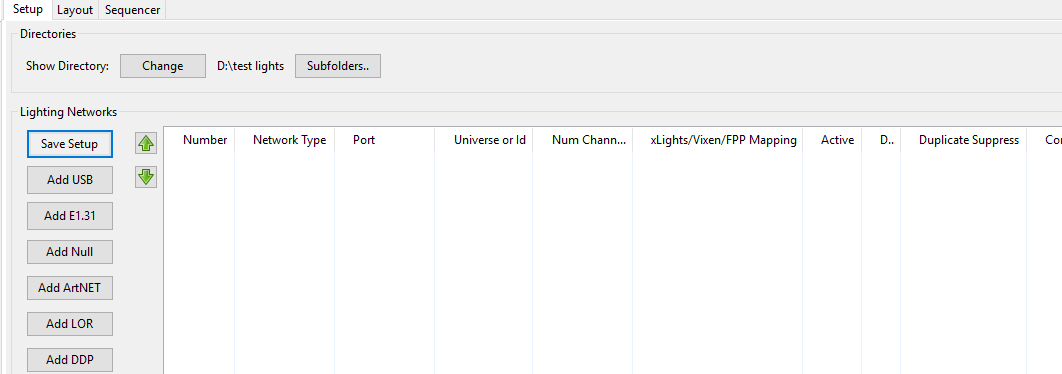 Setup Layout Sequencer
Directories
Show Directory: Change D:\test lights Subfolders..
Lighting Networks
Save Setup Number Network Type Port Universe or Id Num Chann... xLights/Vixen/FPP Mapping Active D.. Duplicate Suppress Cor
Add USB
Add E1.31
Add Null
Add ArtNET
Add LOR
Add DDP